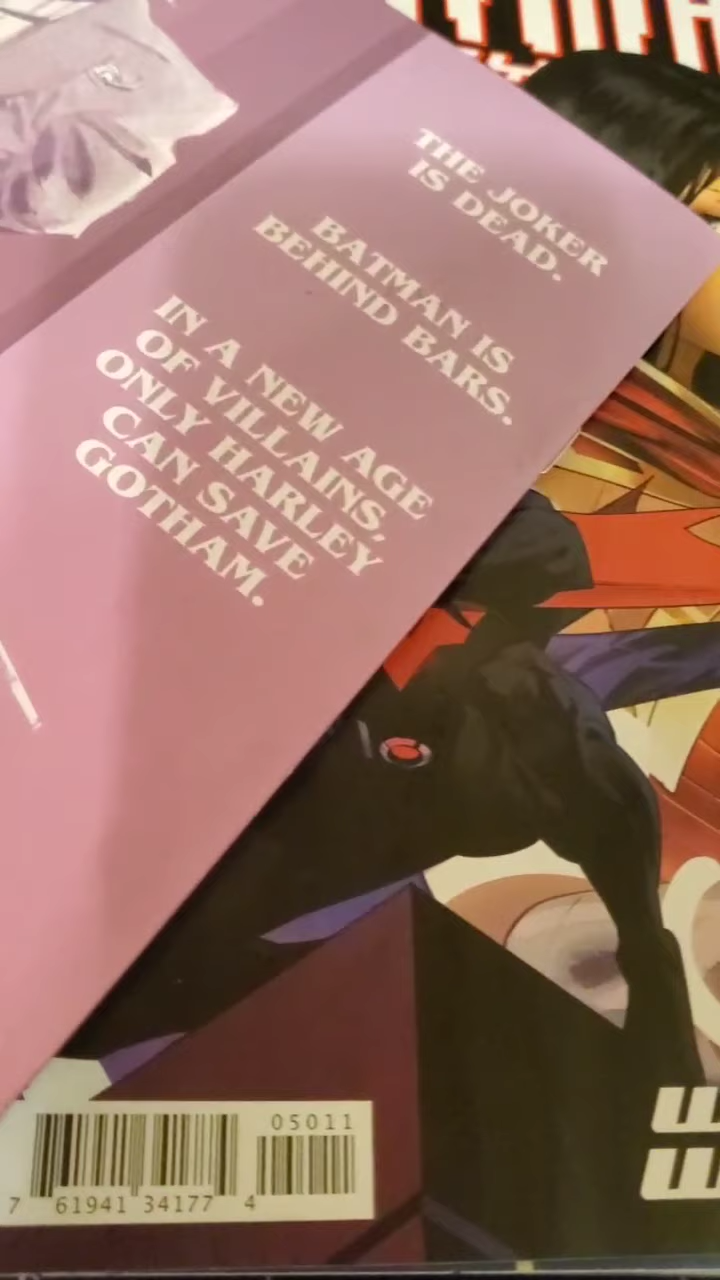 THE JOKER
IS DEAD.
BATMAN IS
BEHIND BARS.
IN A NEW AGE
OF VILLAINS,
ONLY HARLEY
CAN SAVE
GOTHAM.
05011
7 61941 34177 4